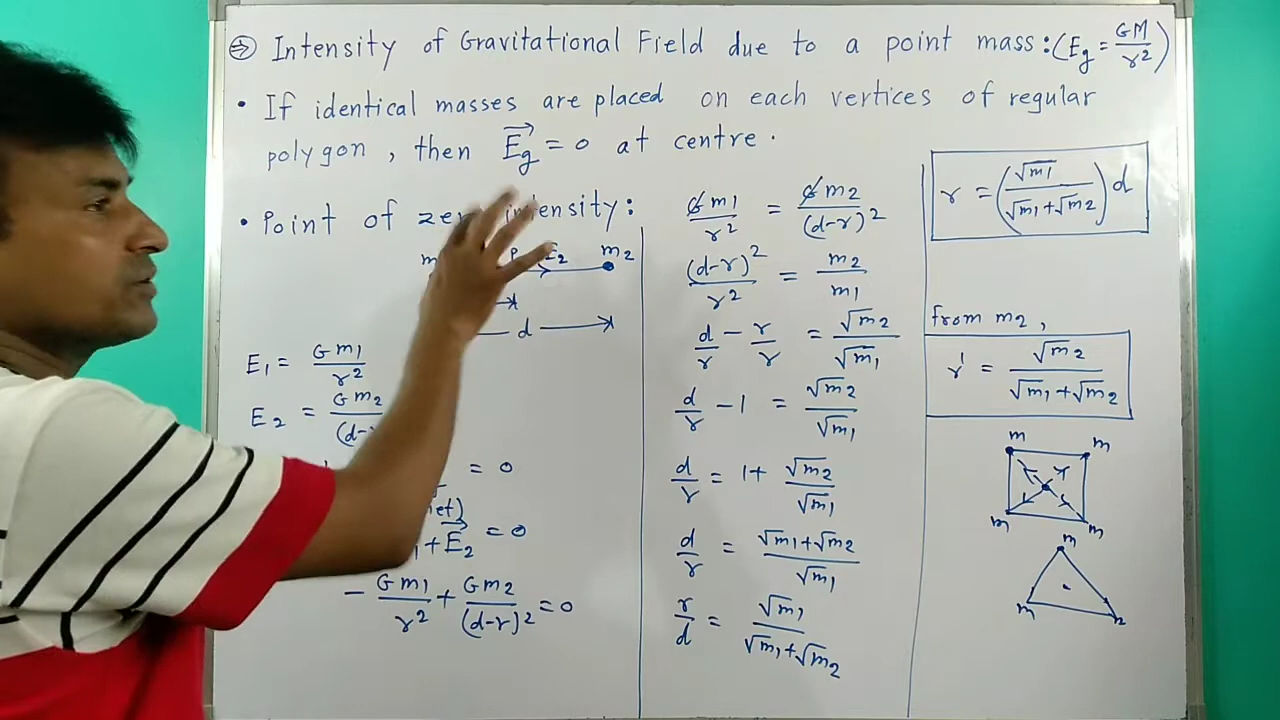 ⇒ Intensity of Gravitational Field due to a point mass: (E_g = GM/r²)
• If identical masses are placed on each vertices of regular
polygon, then E⃗_g = 0 at centre.
• Point of intensity:
P E₂ m₂
d
E₁ = Gm₁/r²
E₂ = Gm₂/(d-
= 0
+ E⃗₂ = 0
- Gm₁/r² + Gm₂/(d-r)² = 0
Gm₁/r² = Gm₂/(d-r)²
(d-r)²/r² = m₂/m₁
d/r - r/r = √m₂/√m₁
d/r - 1 = √m₂/√m₁
d/r = 1 + √m₂/√m₁
d/r = √m₁+√m₂/√m₁
r/d = √m₁/√m₁+√m₂
r = (√m₁/√m₁+√m₂) d
from m₂,
r' = √m₂/√m₁+√m₂
m m
m m
m
m